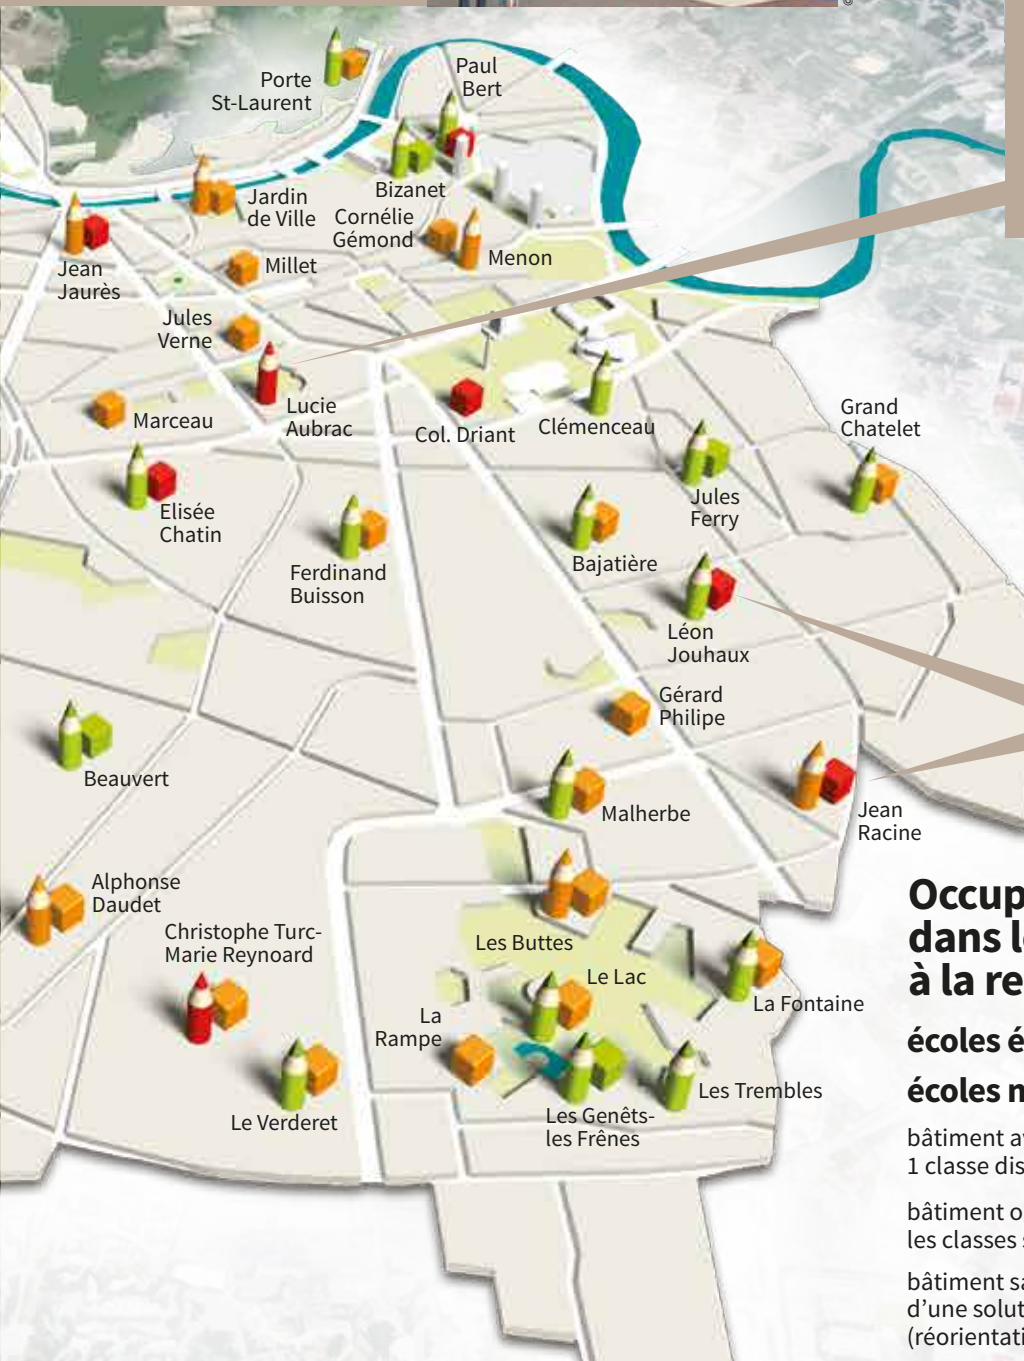 ©
Porte
St-Laurent
Paul
Bert
Bizanet
Jardin
de Ville
Cornélie
Gémond
Menon
Jean
Jaurès
Millet
Jules
Verne
Lucie
Aubrac
Marceau
Col. Driant
Clémenceau
Grand
Chatelet
Elisée
Chatin
Jules
Ferry
Ferdinand
Buisson
Bajatière
Léon
Jouhaux
Gérard
Philipe
Beauvert
Malherbe
Jean
Racine
Alphonse
Daudet
Christophe Turc-
Marie Reynoard
Les Buttes
Le Lac
La Fontaine
La
Rampe
Les Trembles
Le Verderet
Les Genêts-
les Frênes
Occup
dans l
à la re
écoles é
écoles
bâtiment a
1 classe dis
bâtiment o
les classes
bâtiment sa
d'une solut
(réorientati